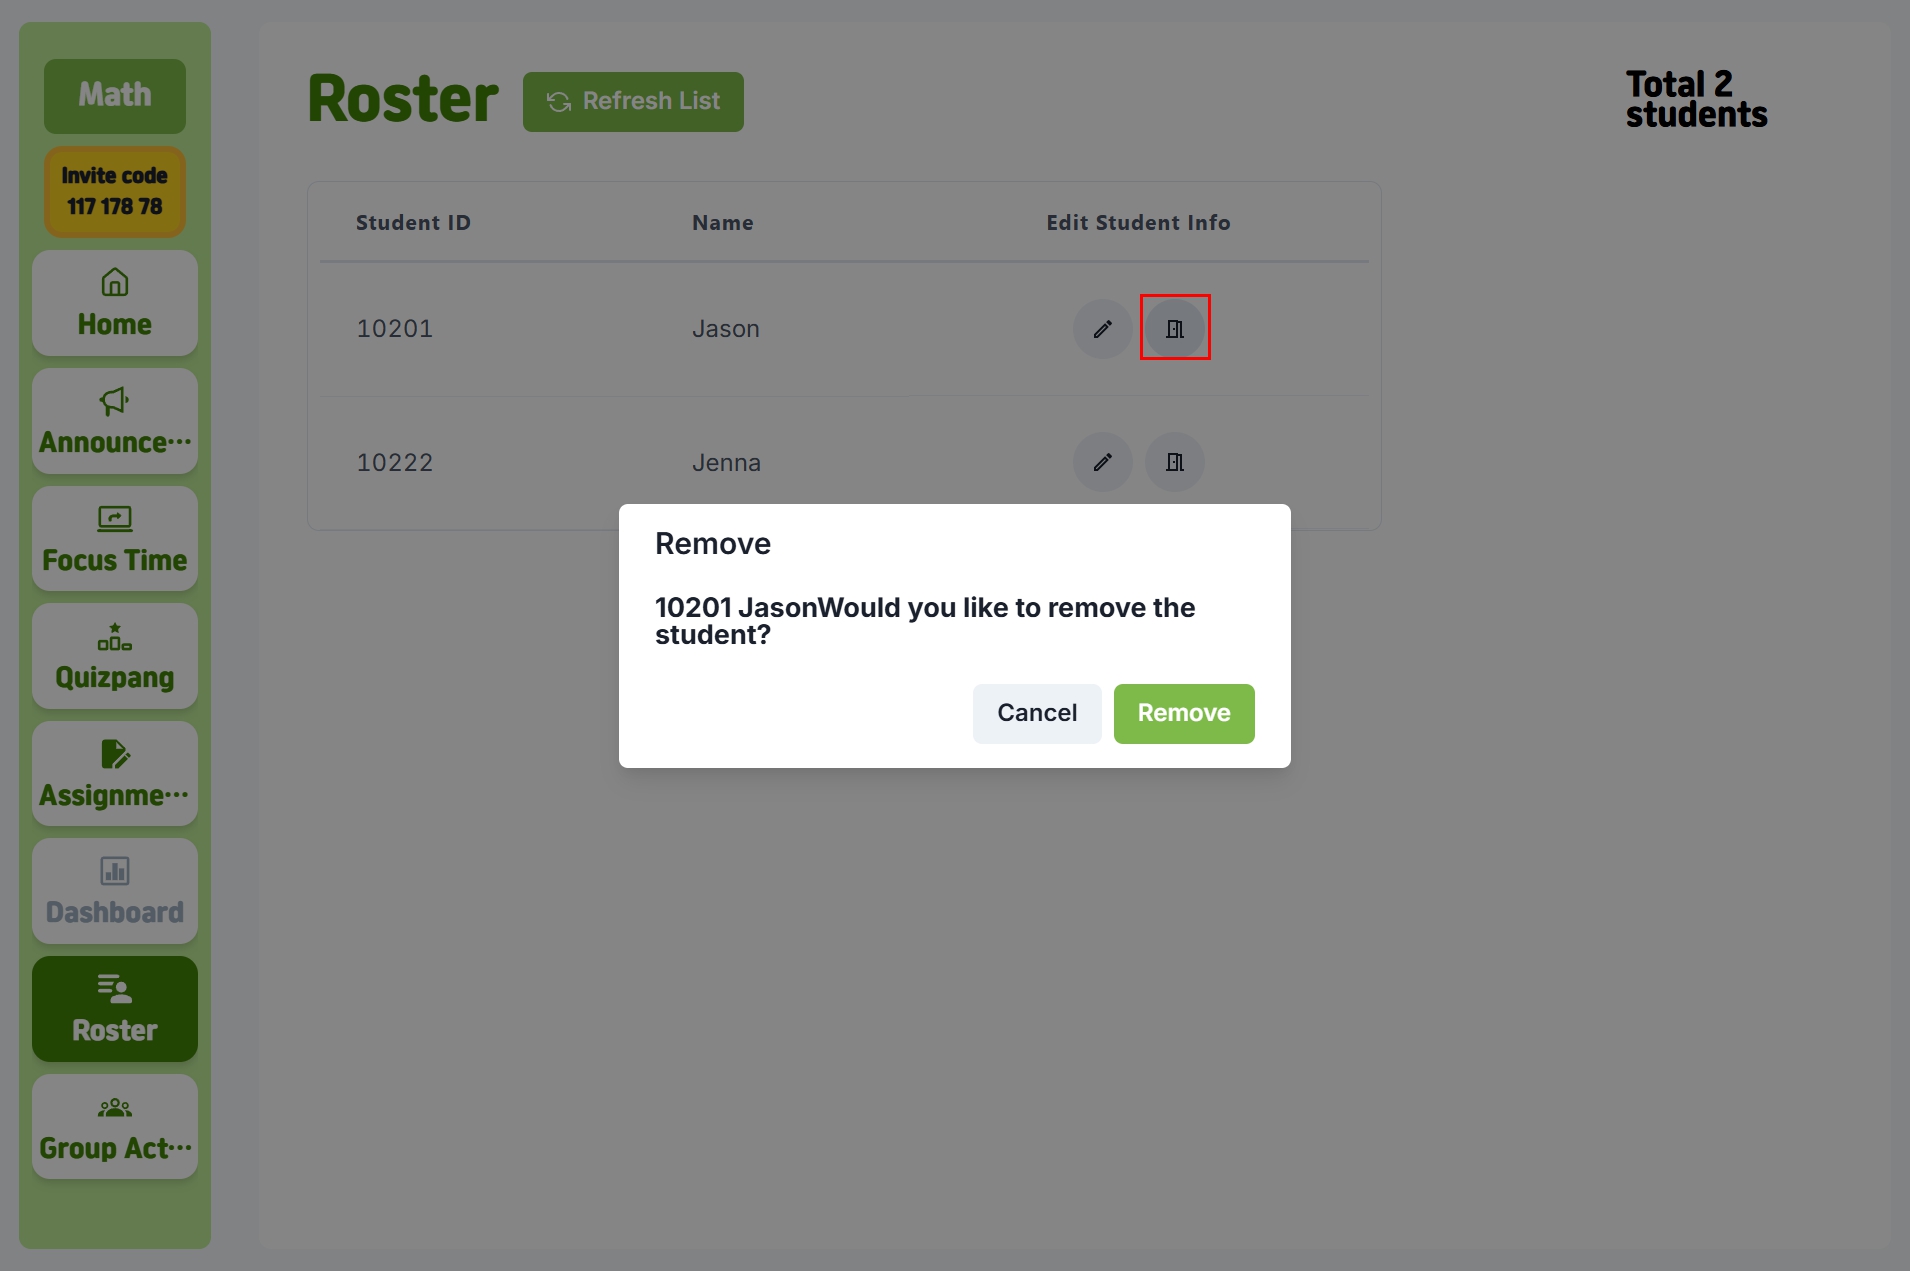 Math
Invite code
117 178 78
Home
Announce···
Focus Time
Quizpang
Assignme···
Dashboard
Roster
Group Act···
Roster
Refresh List
Total 2
students
Student ID Name Edit Student Info
10201 Jason
10222 Jenna
Remove
10201 JasonWould you like to remove the
student?
Cancel Remove